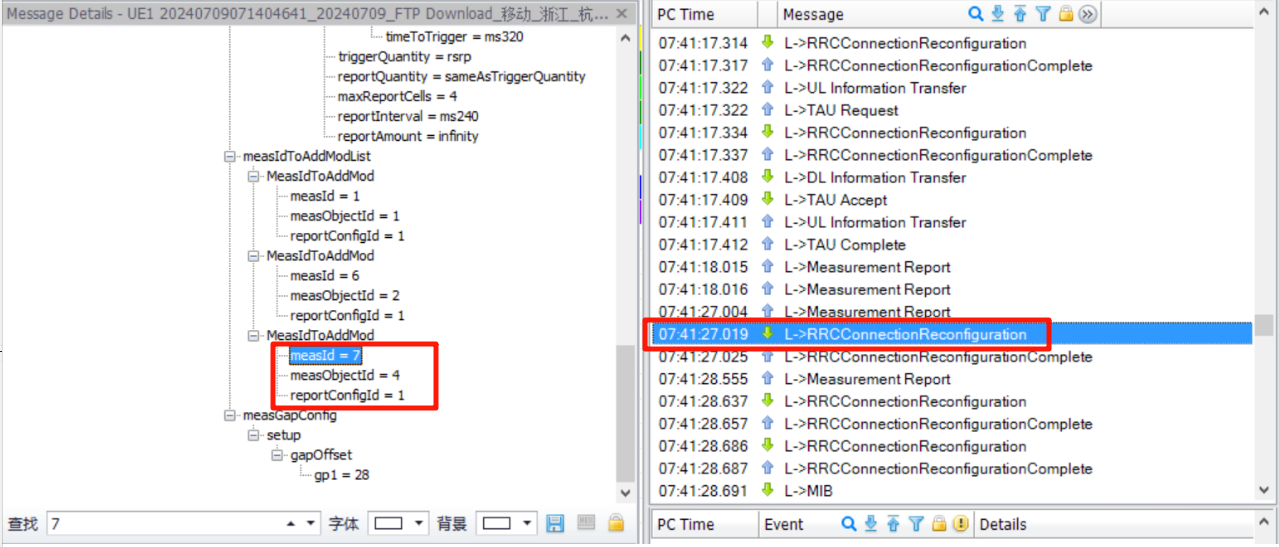 Message Details - UE1 20240709071404641_20240709_FTP Download_移动_浙江_杭...
timeToTrigger = ms320
triggerQuantity = rsrp
reportQuantity = sameAsTriggerQuantity
maxReportCells = 4
reportInterval = ms240
reportAmount = infinity
measIdToAddModList
MeasIdToAddMod
measId = 1
measObjectId = 1
reportConfigId = 1
MeasIdToAddMod
measId = 6
measObjectId = 2
reportConfigId = 1
MeasIdToAddMod
measId = 7
measObjectId = 4
reportConfigId = 1
measGapConfig
setup
gapOffset
gp1 = 28
查找 7 字体 背景
PC Time Message
07:41:17.314 L->RRCConnectionReconfiguration
07:41:17.317 L->RRCConnectionReconfigurationComplete
07:41:17.322 L->UL Information Transfer
07:41:17.322 L->TAU Request
07:41:17.334 L->RRCConnectionReconfiguration
07:41:17.337 L->RRCConnectionReconfigurationComplete
07:41:17.408 L->DL Information Transfer
07:41:17.409 L->TAU Accept
07:41:17.411 L->UL Information Transfer
07:41:17.412 L->TAU Complete
07:41:18.015 L->Measurement Report
07:41:18.016 L->Measurement Report
07:41:27.004 L->Measurement Report
07:41:27.019 L->RRCConnectionReconfiguration
07:41:27.025 L->RRCConnectionReconfigurationComplete
07:41:28.555 L->Measurement Report
07:41:28.637 L->RRCConnectionReconfiguration
07:41:28.657 L->RRCConnectionReconfigurationComplete
07:41:28.686 L->RRCConnectionReconfiguration
07:41:28.687 L->RRCConnectionReconfigurationComplete
07:41:28.691 L->MIB
PC Time Event Details